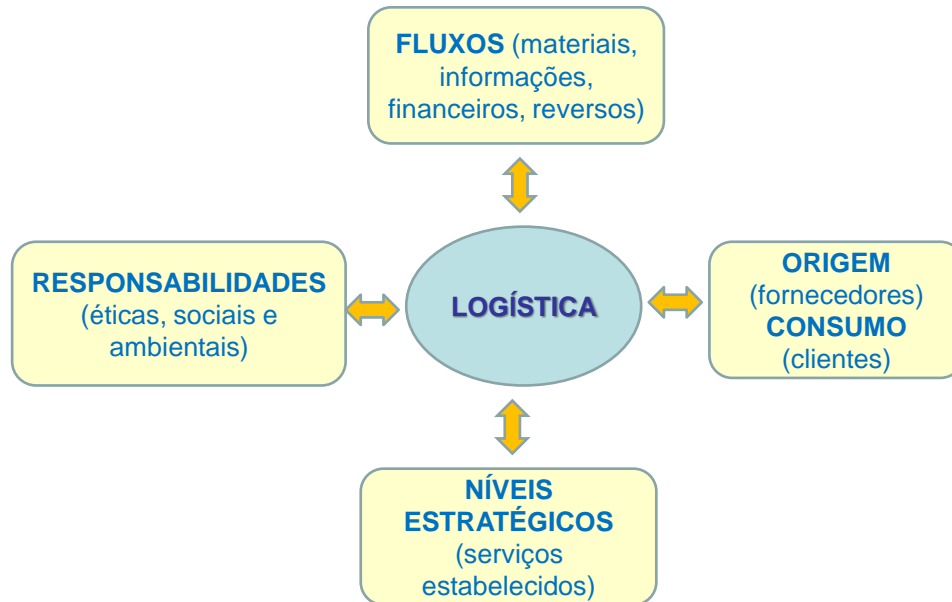 FLUXOS (materiais,
informações,
financeiros, reversos)
RESPONSABILIDADES
(éticas, sociais e
ambientais)
LOGÍSTICA
ORIGEM
(fornecedores)
CONSUMO
(clientes)
NÍVEIS
ESTRATÉGICOS
(serviços
estabelecidos)